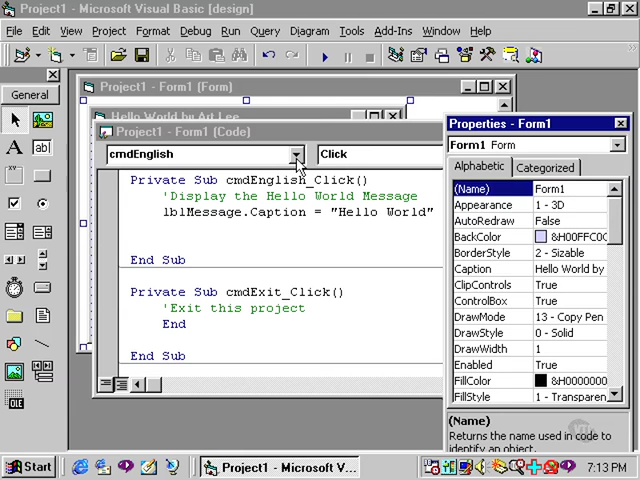 Project1 - Microsoft Visual Basic [design]
File Edit View Project Format Debug Run Query Diagram Tools Add-Ins Window Help
General
A
abl
xv
OLE
Project1 - Form1 (Form)
Hello World by Art Lee
Project1 - Form1 (Code)
cmdEnglish
Click
Private Sub cmdEnglish_Click()
'Display the Hello World Message
lblMessage.Caption = "Hello World"
End Sub
Private Sub cmdExit_Click()
'Exit this project
End
End Sub
Properties - Form1
Form1 Form
Alphabetic Categorized
(Name) Form1
Appearance 1 - 3D
AutoRedraw False
BackColor &H00FFC0C
BorderStyle 2 - Sizable
Caption Hello World by
ClipControls True
ControlBox True
DrawMode 13 - Copy Pen
DrawStyle 0 - Solid
DrawWidth 1
Enabled True
FillColor &H0000000
FillStyle 1 - Transparen
(Name)
Returns the name used in code to
identify an object.
Start
Project1 - Microsoft V...
7:13 PM